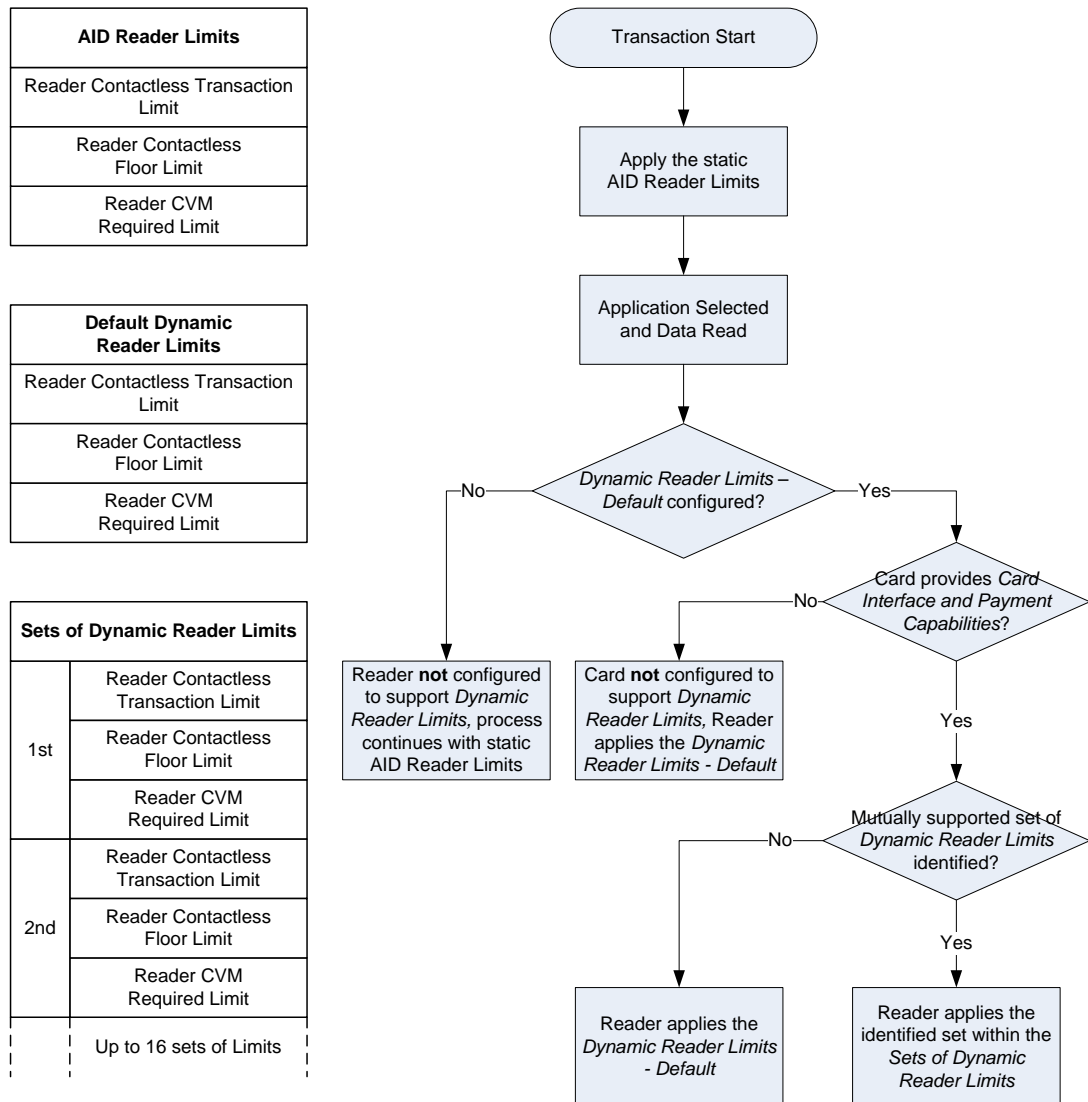 AID Reader Limits
Reader Contactless Transaction
Limit
Reader Contactless
Floor Limit
Reader CVM
Required Limit
Default Dynamic
Reader Limits
Reader Contactless Transaction
Limit
Reader Contactless
Floor Limit
Reader CVM
Required Limit
Sets of Dynamic Reader Limits
1st
Reader Contactless
Transaction Limit
Reader Contactless
Floor Limit
Reader CVM
Required Limit
2nd
Reader Contactless
Transaction Limit
Reader Contactless
Floor Limit
Reader CVM
Required Limit
Up to 16 sets of Limits
Transaction Start
Apply the static
AID Reader Limits
Application Selected
and Data Read
Dynamic Reader Limits –
Default configured?
No
Yes
Card provides Card
Interface and Payment
Capabilities?
No
Reader not configured
to support Dynamic
Reader Limits, process
continues with static
AID Reader Limits
Card not configured to
support Dynamic
Reader Limits, Reader
applies the Dynamic
Reader Limits - Default
Yes
Mutually supported set of
Dynamic Reader Limits
identified?
No
Yes
Reader applies the
Dynamic Reader Limits
- Default
Reader applies the
identified set within the
Sets of Dynamic
Reader Limits